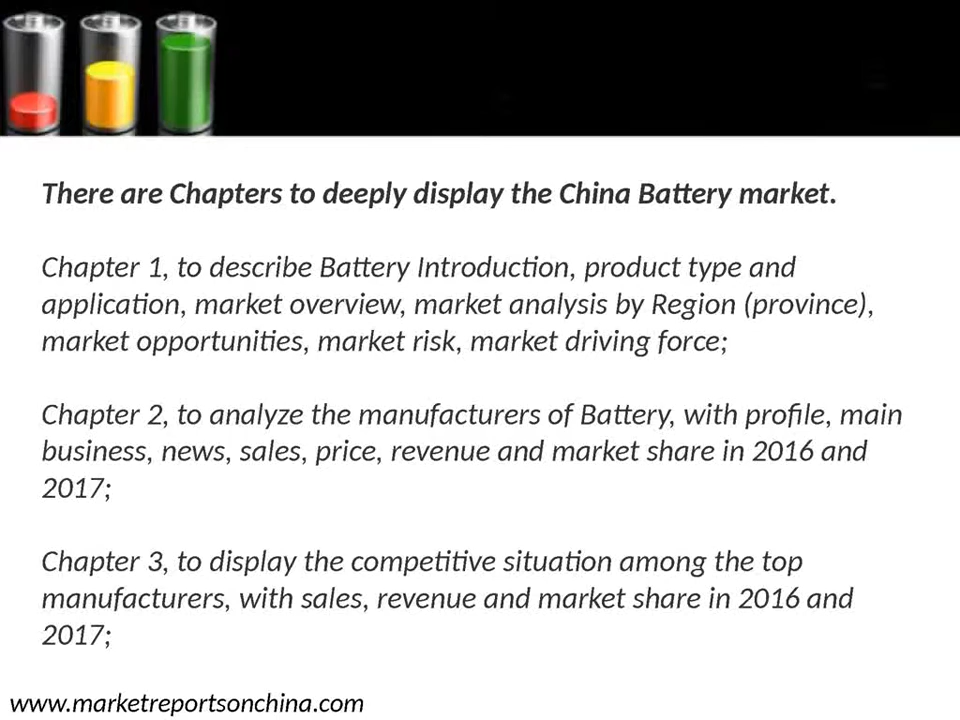 There are Chapters to deeply display the China Battery market.
Chapter 1, to describe Battery Introduction, product type and
application, market overview, market analysis by Region (province),
market opportunities, market risk, market driving force;
Chapter 2, to analyze the manufacturers of Battery, with profile, main
business, news, sales, price, revenue and market share in 2016 and
2017;
Chapter 3, to display the competitive situation among the top
manufacturers, with sales, revenue and market share in 2016 and
2017;
www.marketreportsonchina.com